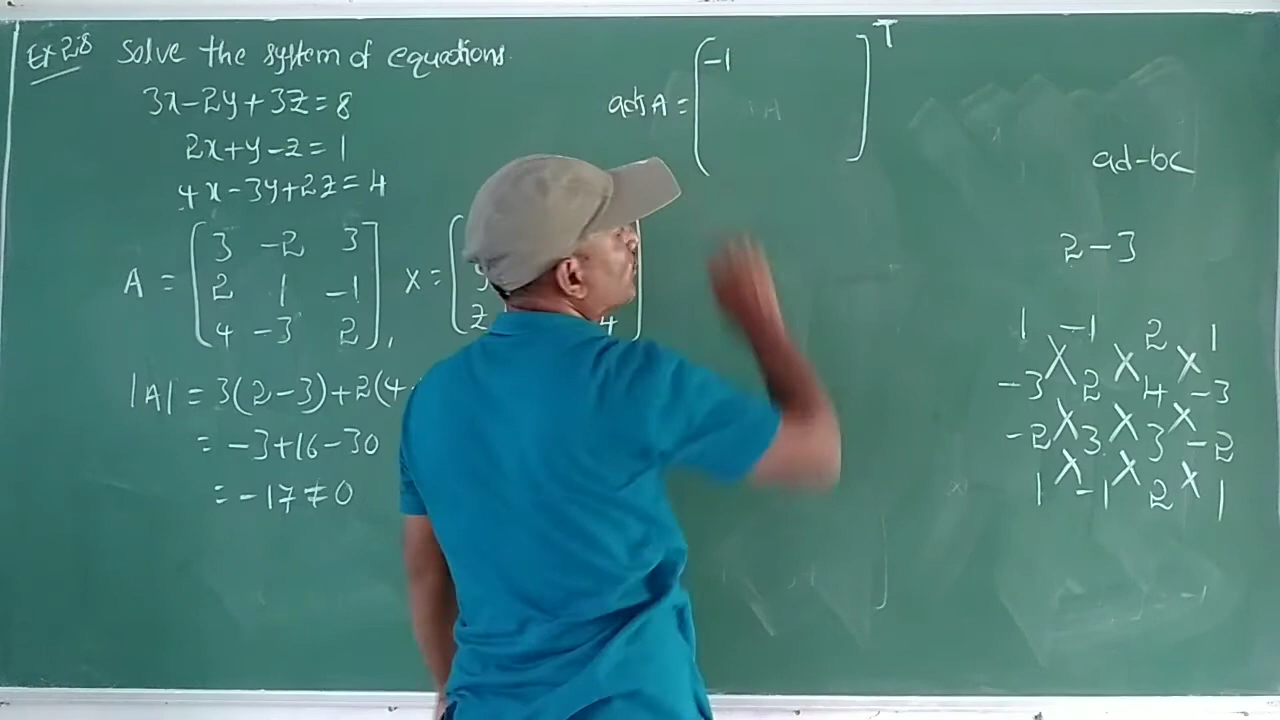 Ex 2.8 Solve the system of equations.
3x-2y+3z=8
2x+y-z=1
4x-3y+2z=4
A = [3 -2 3
2 1 -1
4 -3 2], X = [
z 4]
|A| = 3(2-3)+2(4
= -3+16-30
= -17≠0
adj A = [-1 ]T
ad-bc
2-3
1 -1 2 1
-3 2 4 -3
-2 3 3 -2
1 -1 2 1